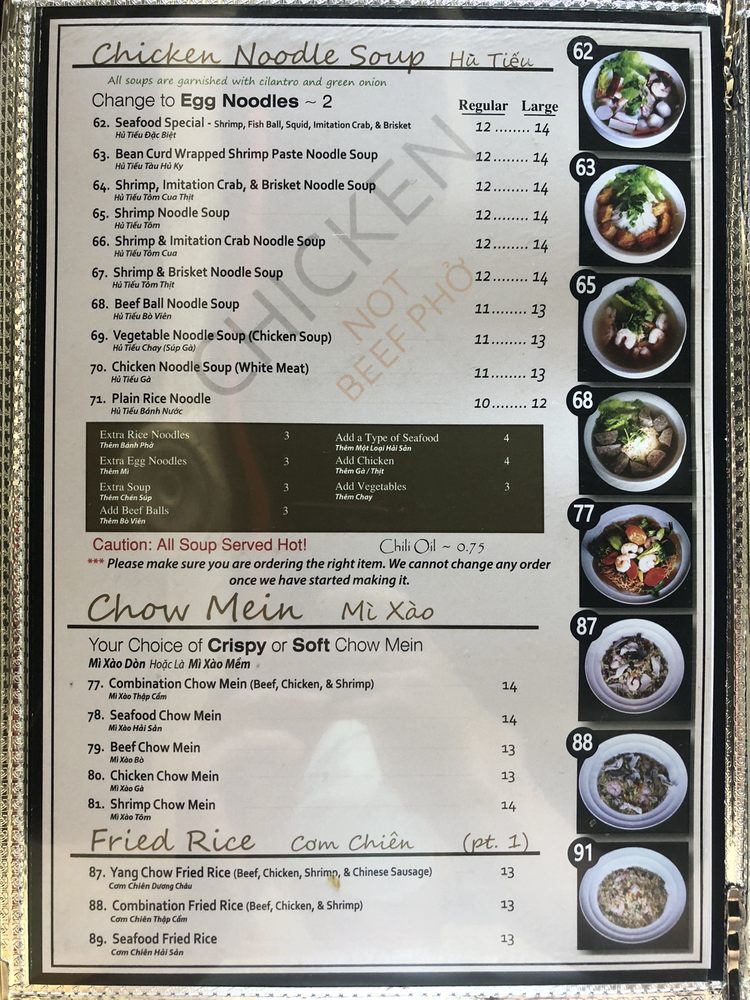 Chicken Noodle Soup Hủ Tiếu
All soups are garnished with cilantro and green onion
Change to Egg Noodles ~ 2
Regular Large
62. Seafood Special - Shrimp, Fish Ball, Squid, Imitation Crab, & Brisket 12 ........ 14
Hủ Tiếu Đặc Biệt
63. Bean Curd Wrapped Shrimp Paste Noodle Soup 12 ........ 14
Hủ Tiếu Tàu Hủ Ky
64. Shrimp, Imitation Crab, & Brisket Noodle Soup 12 ........ 14
Hủ Tiếu Tôm Cua Thịt
65. Shrimp Noodle Soup 12 ........ 14
Hủ Tiếu Tôm
66. Shrimp & Imitation Crab Noodle Soup 12 ........ 14
Hủ Tiếu Tôm Cua
67. Shrimp & Brisket Noodle Soup 12 ........ 14
Hủ Tiếu Tôm Thịt
68. Beef Ball Noodle Soup 11 ........ 13
Hủ Tiếu Bò Viên
69. Vegetable Noodle Soup (Chicken Soup) 11 ........ 13
Hủ Tiếu Chay (Súp Gà)
70. Chicken Noodle Soup (White Meat) 11 ........ 13
Hủ Tiếu Gà
71. Plain Rice Noodle 10 ........ 12
Hủ Tiếu Bánh Nước
CHICKEN
NOT
BEEF PHỞ
Extra Rice Noodles 3 Add a Type of Seafood 4
Thêm Bánh Phở Thêm Một Loại Hải Sản
Extra Egg Noodles 3 Add Chicken 4
Thêm Mì Thêm Gà / Thịt
Extra Soup 3 Add Vegetables 3
Thêm Chén Súp Thêm Chay
Add Beef Balls 3
Thêm Bò Viên
Caution: All Soup Served Hot! Chili Oil ~ 0.75
*** Please make sure you are ordering the right item. We cannot change any order
once we have started making it.
Chow Mein Mì Xào
Your Choice of Crispy or Soft Chow Mein
Mì Xào Dòn Hoặc Là Mì Xào Mềm
77. Combination Chow Mein (Beef, Chicken, & Shrimp) 14
Mì Xào Thập Cẩm
78. Seafood Chow Mein 14
Mì Xào Hải Sản
79. Beef Chow Mein 13
Mì Xào Bò
80. Chicken Chow Mein 13
Mì Xào Gà
81. Shrimp Chow Mein 14
Mì Xào Tôm
Fried Rice Cơm Chiên (pt. 1)
87. Yang Chow Fried Rice (Beef, Chicken, Shrimp, & Chinese Sausage) 13
Cơm Chiên Dương Châu
88. Combination Fried Rice (Beef, Chicken, & Shrimp) 13
Cơm Chiên Thập Cẩm
89. Seafood Fried Rice 13
Cơm Chiên Hải Sản
62
63
65
68
77
87
88
91